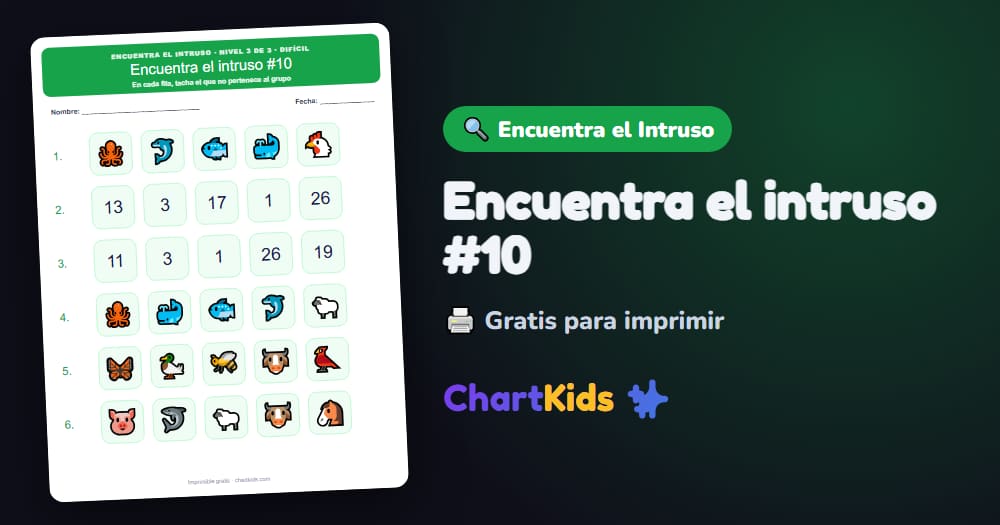 ENCUENTRA EL INTRUSO · NIVEL 3 DE 3 · DIFÍCIL
Encuentra el intruso #10
En cada fila, tacha el que no pertenece al grupo
Nombre: Fecha:
1.
2. 13 3 17 1 26
3. 11 3 1 26 19
4.
5.
6.
Imprimible gratis · chartkids.com
Encuentra el Intruso
Encuentra el intruso
#10
Gratis para imprimir
ChartKids